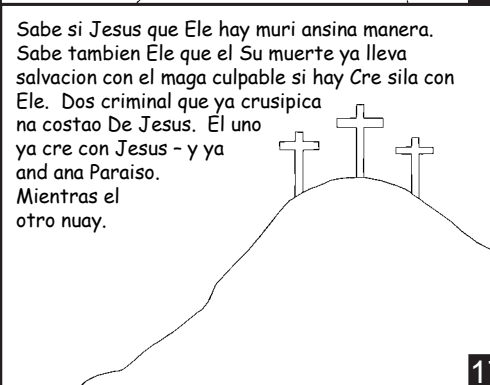 Sabe si Jesus que Ele hay muri ansina manera.
Sabe tambien Ele que el Su muerte ya lleva
salvacion con el maga culpable si hay Cre sila con
Ele. Dos criminal que ya crusipica
na costao De Jesus. El uno
ya cre con Jesus – y ya
and ana Paraiso.
Mientras el
otro nuay.